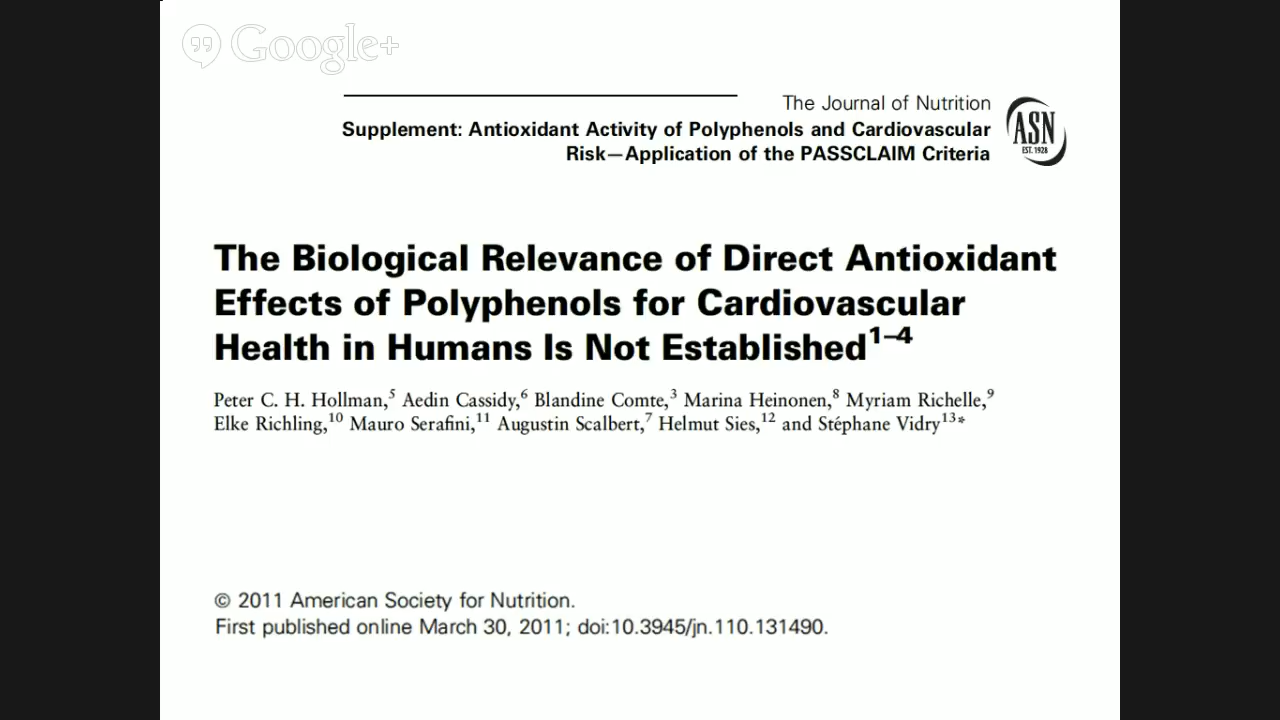 Google+
The Journal of Nutrition
Supplement: Antioxidant Activity of Polyphenols and Cardiovascular
Risk—Application of the PASSCLAIM Criteria
ASN
EST. 1928
The Biological Relevance of Direct Antioxidant
Effects of Polyphenols for Cardiovascular
Health in Humans Is Not Established1–4
Peter C. H. Hollman,5 Aedin Cassidy,6 Blandine Comte,3 Marina Heinonen,8 Myriam Richelle,9
Elke Richling,10 Mauro Serafini,11 Augustin Scalbert,7 Helmut Sies,12 and Stéphane Vidry13*
© 2011 American Society for Nutrition.
First published online March 30, 2011; doi:10.3945/jn.110.131490.